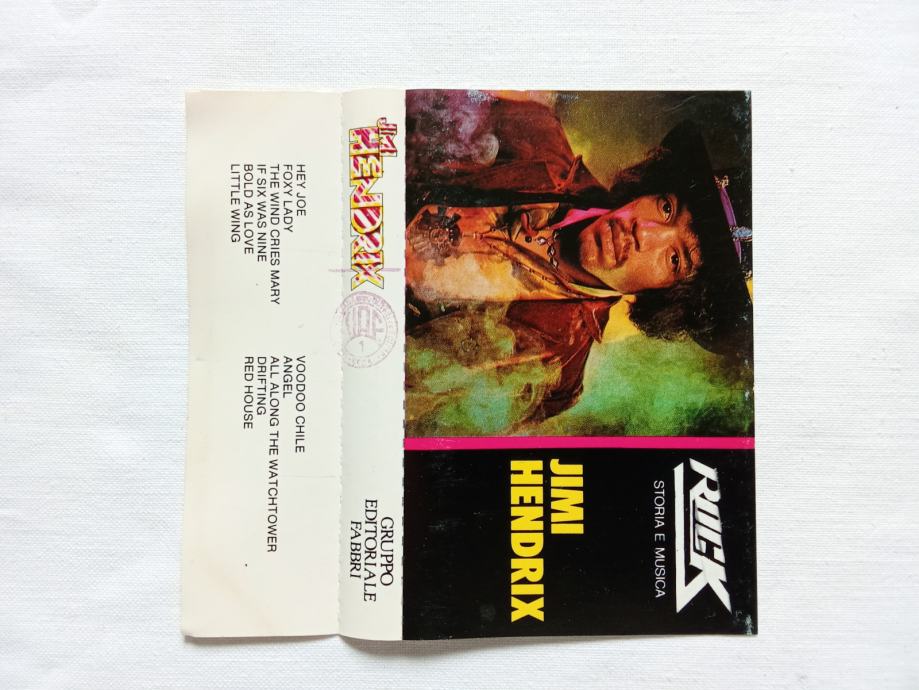 ROCK
STORIA E MUSICA
JIMI
HENDRIX
JIMI
HENDRIX
GRUPPO
EDITORIALE
FABBRI
HEY JOE
FOXY LADY
THE WIND CRIES MARY
IF SIX WAS NINE
BOLD AS LOVE
LITTLE WING
VOODOO CHILE
ANGEL
ALL ALONG THE WATCHTOWER
DRIFTING
RED HOUSE